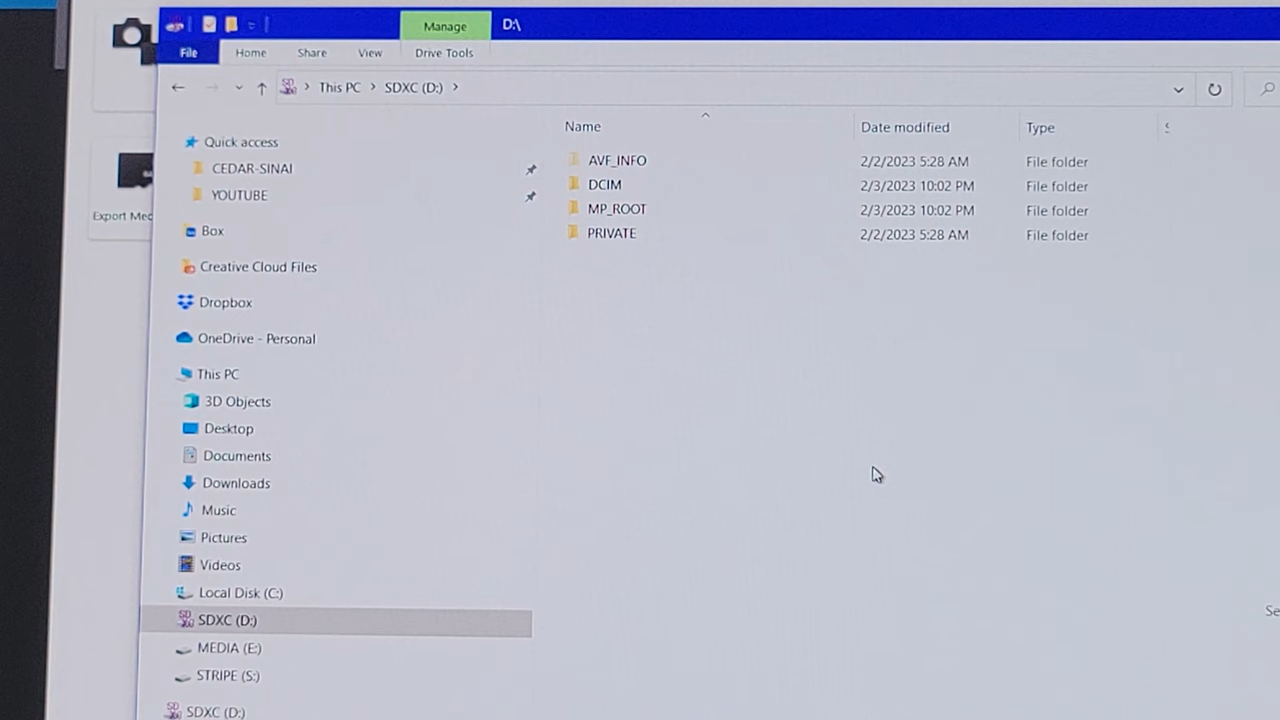 Manage
D:\
File
Home
Share
View
Drive Tools
This PC
SDXC (D:)
Name
Date modified
Type
Quick access
CEDAR-SINAI
YOUTUBE
Box
Creative Cloud Files
Dropbox
OneDrive - Personal
This PC
3D Objects
Desktop
Documents
Downloads
Music
Pictures
Videos
Local Disk (C:)
SDXC (D:)
MEDIA (E:)
STRIPE (S:)
SDXC (D:)
AVF_INFO 2/2/2023 5:28 AM File folder
DCIM 2/3/2023 10:02 PM File folder
MP_ROOT 2/3/2023 10:02 PM File folder
PRIVATE 2/2/2023 5:28 AM File folder
Export Med
Se